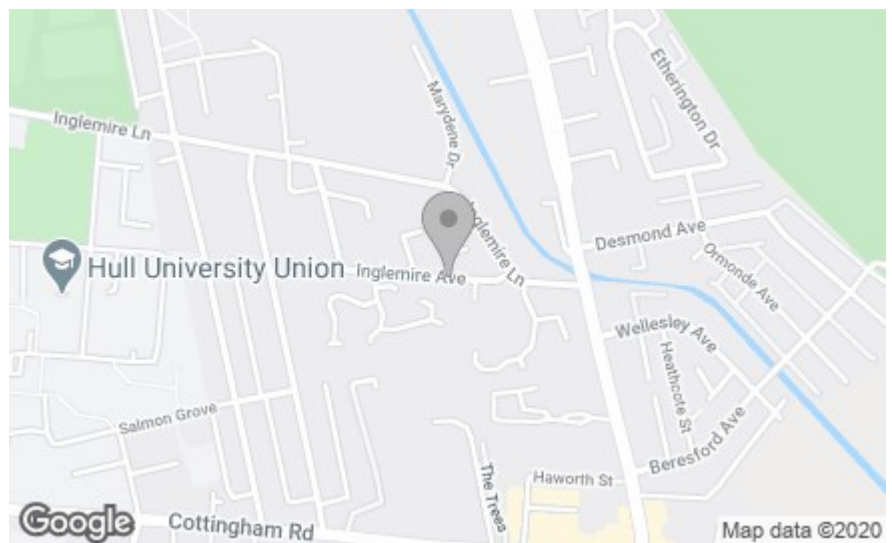 Etherington Dr
Marydene Dr
Inglemire Ln
Inglemire Ln
Desmond Ave
Ormonde Ave
Hull University Union
Inglemire Ave
Wellesley Ave
Heathcote St
Salmon Grove
Beresford Ave
The Trees
Haworth St
Google
Cottingham Rd
Map data ©2020